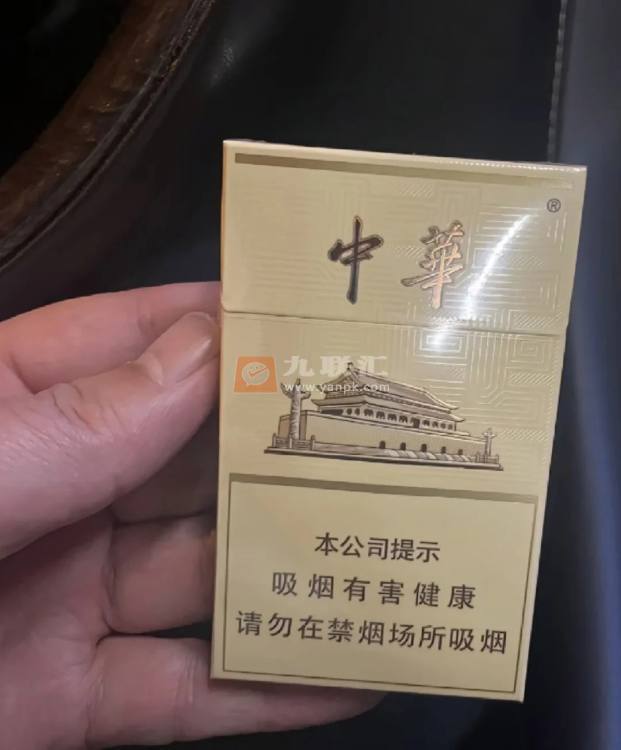 ®
中華
九联汇
www.yanpk.com
本公司提示
吸烟有害健康
请勿在禁烟场所吸烟